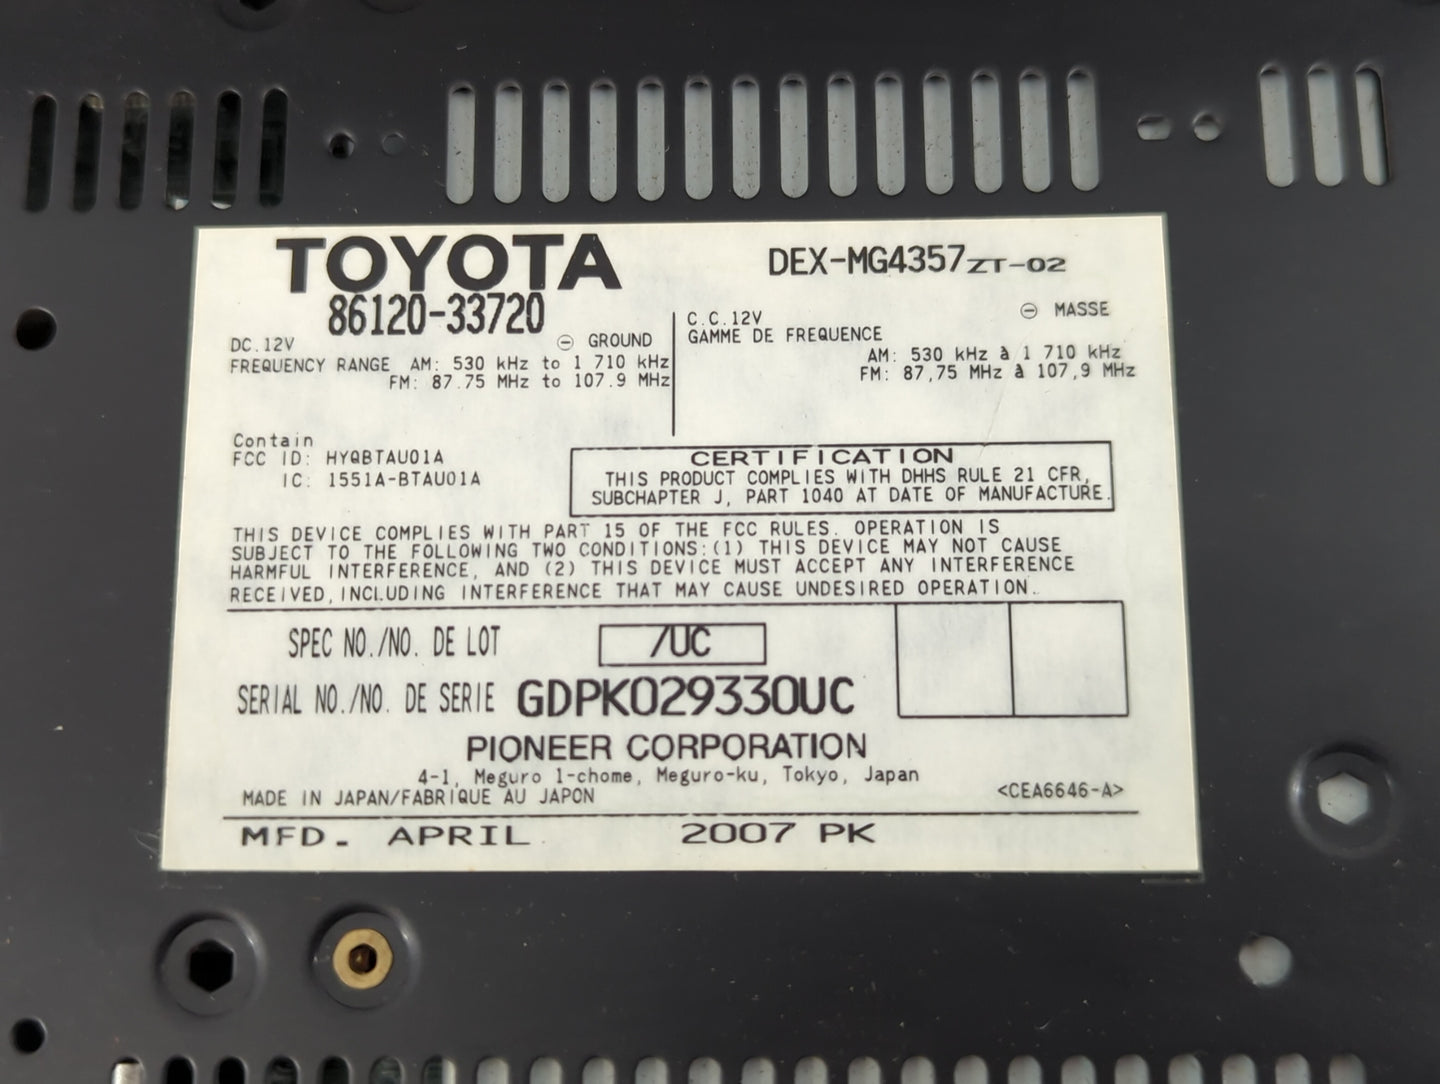 TOYOTA
86120-33720
DEX-MG4357ZT-02
DC.12V ⊖ GROUND
FREQUENCY RANGE AM: 530 kHz to 1 710 kHz
FM: 87.75 MHz to 107.9 MHz
C.C.12V ⊖ MASSE
GAMME DE FREQUENCE
AM: 530 kHz à 1 710 kHz
FM: 87,75 MHz à 107,9 MHz
Contain
FCC ID: HYQBTAU01A
IC: 1551A-BTAU01A
CERTIFICATION
THIS PRODUCT COMPLIES WITH DHHS RULE 21 CFR,
SUBCHAPTER J, PART 1040 AT DATE OF MANUFACTURE.
THIS DEVICE COMPLIES WITH PART 15 OF THE FCC RULES. OPERATION IS
SUBJECT TO THE FOLLOWING TWO CONDITIONS:(1) THIS DEVICE MAY NOT CAUSE
HARMFUL INTERFERENCE, AND (2) THIS DEVICE MUST ACCEPT ANY INTERFERENCE
RECEIVED,INCLUDING INTERFERENCE THAT MAY CAUSE UNDESIRED OPERATION.
SPEC NO./NO. DE LOT /UC
SERIAL NO./NO. DE SERIE GDPK029330UC
PIONEER CORPORATION
4-1, Meguro 1-chome, Meguro-ku, Tokyo, Japan
MADE IN JAPAN/FABRIQUE AU JAPON <CEA6646-A>
MFD. APRIL 2007 PK